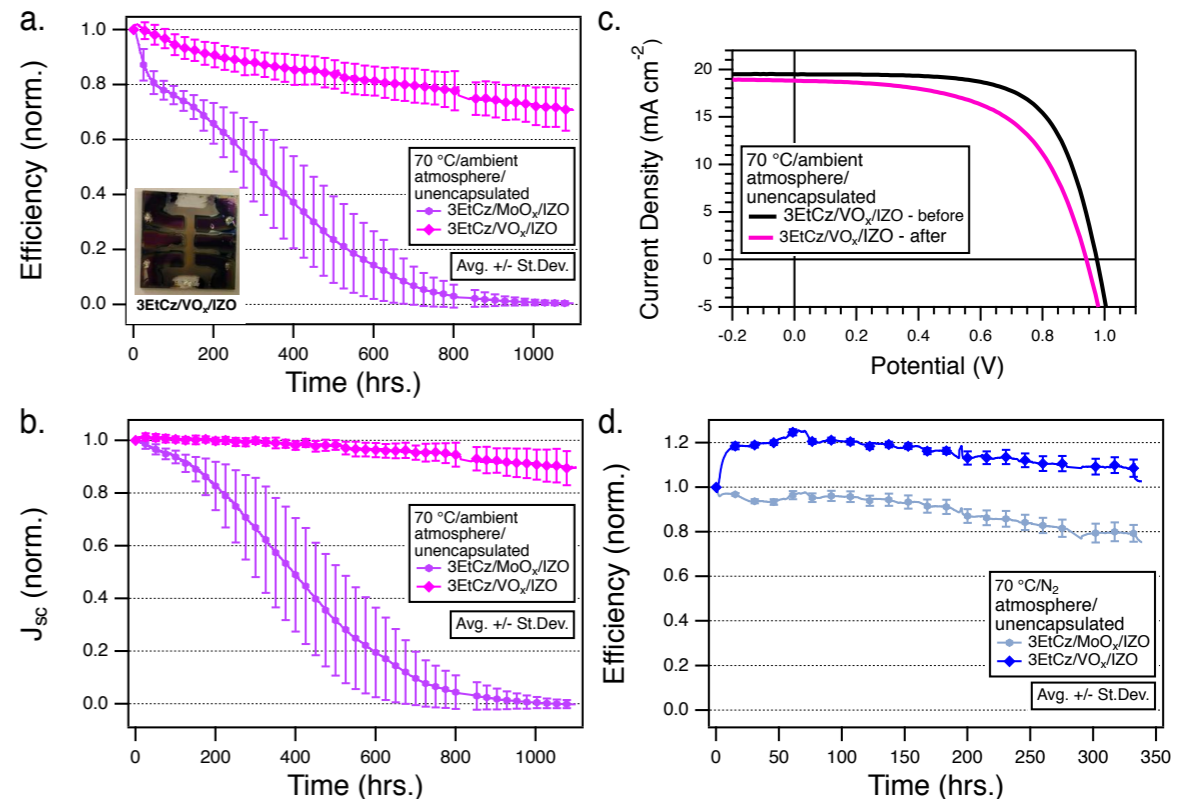 a.
Efficiency (norm.)
1.0
0.8
0.6
0.4
0.2
0.0
70 °C/ambient
atmosphere/
unencapsulated
3EtCz/MoOₓ/IZO
3EtCz/VOₓ/IZO
Avg. +/- St.Dev.
3EtCz/VOₓ/IZO
0 200 400 600 800 1000
Time (hrs.)
c.
Current Density (mA cm⁻²)
20
15
10
5
0
-5
70 °C/ambient
atmosphere/
unencapsulated
3EtCz/VOₓ/IZO - before
3EtCz/VOₓ/IZO - after
-0.2 0.0 0.2 0.4 0.6 0.8 1.0
Potential (V)
b.
J_SC (norm.)
1.0
0.8
0.6
0.4
0.2
0.0
70 °C/ambient
atmosphere/
unencapsulated
3EtCz/MoOₓ/IZO
3EtCz/VOₓ/IZO
Avg. +/- St.Dev.
0 200 400 600 800 1000
Time (hrs.)
d.
Efficiency (norm.)
1.2
1.0
0.8
0.6
0.4
0.2
0.0
70 °C/N₂
atmosphere/
unencapsulated
3EtCz/MoOₓ/IZO
3EtCz/VOₓ/IZO
Avg. +/- St.Dev.
0 50 100 150 200 250 300 350
Time (hrs.)